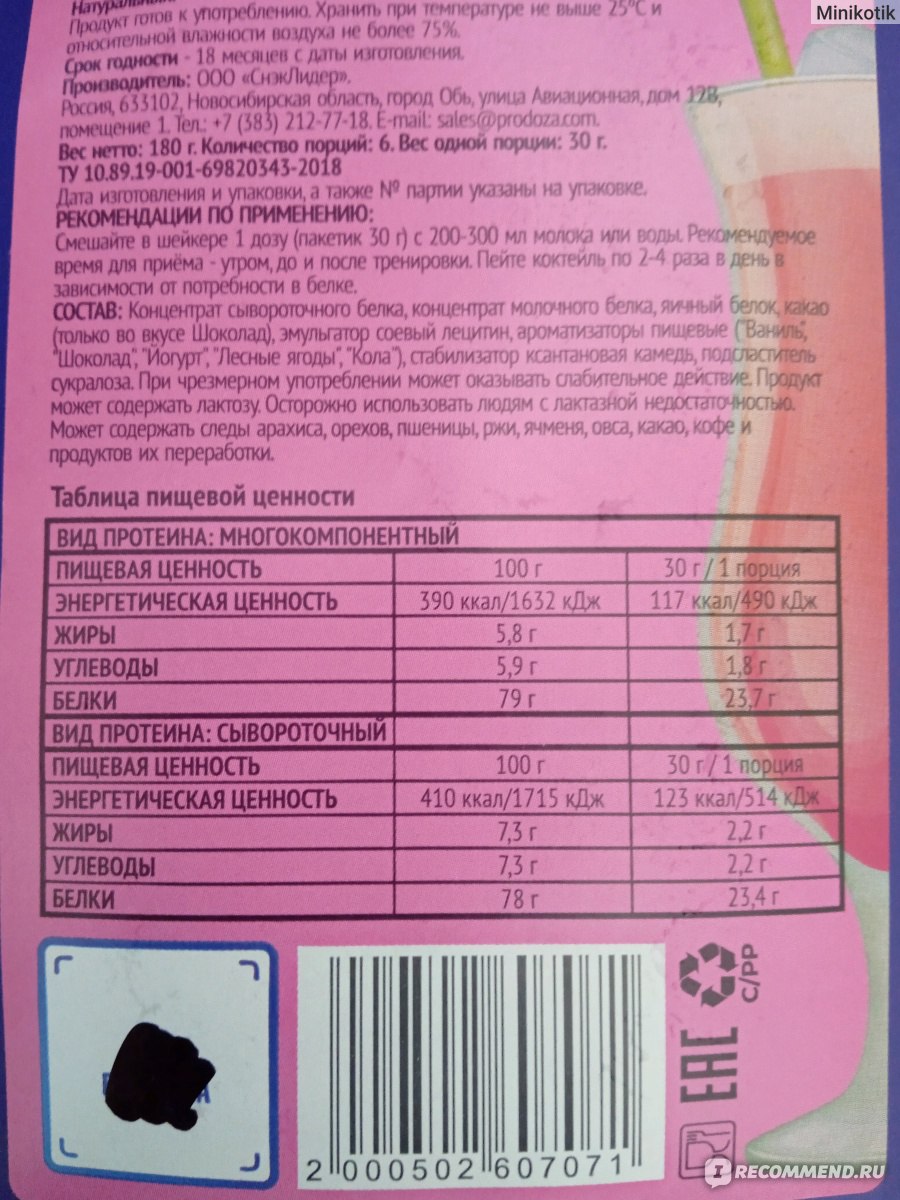 Minikotik
Продукт готов к употреблению. Хранить при температуре не выше 25°C и
относительной влажности воздуха не более 75%.
Срок годности - 18 месяцев с даты изготовления.
Производитель: ООО «СнэкЛидер».
Россия, 633102, Новосибирская область, город Обь, улица Авиационная, дом 12В,
помещение 1. Тел.: +7 (383) 212-77-18. E-mail: sales@prodoza.com.
Вес нетто: 180 г. Количество порций: 6. Вес одной порции: 30 г.
ТУ 10.89.19-001-69820343-2018
Дата изготовления и упаковки, а также № партии указаны на упаковке.
РЕКОМЕНДАЦИИ ПО ПРИМЕНЕНИЮ:
Смешайте в шейкере 1 дозу (пакетик 30 г) с 200-300 мл молока или воды. Рекомендуемое
время для приёма - утром, до и после тренировки. Пейте коктейль по 2-4 раза в день в
зависимости от потребности в белке.
СОСТАВ: Концентрат сывороточного белка, концентрат молочного белка, яичный белок, какао
(только во вкусе Шоколад), эмульгатор соевый лецитин, ароматизаторы пищевые ("Ваниль",
"Шоколад", "Йогурт", "Лесные ягоды", "Кола"), стабилизатор ксантановая камедь, подсластитель
сукралоза. При чрезмерном употреблении может оказывать слабительное действие. Продукт
может содержать лактозу. Осторожно использовать людям с лактазной недостаточностью.
Может содержать следы арахиса, орехов, пшеницы, ржи, ячменя, овса, какао, кофе и
продуктов их переработки.
Таблица пищевой ценности
ВИД ПРОТЕИНА: МНОГОКОМПОНЕНТНЫЙ
ПИЩЕВАЯ ЦЕННОСТЬ 100 г 30 г / 1 порция
ЭНЕРГЕТИЧЕСКАЯ ЦЕННОСТЬ 390 ккал/1632 кДж 117 ккал/490 кДж
ЖИРЫ 5,8 г 1,7 г
УГЛЕВОДЫ 5,9 г 1,8 г
БЕЛКИ 79 г 23,7 г
ВИД ПРОТЕИНА: СЫВОРОТОЧНЫЙ
ПИЩЕВАЯ ЦЕННОСТЬ 100 г 30 г / 1 порция
ЭНЕРГЕТИЧЕСКАЯ ЦЕННОСТЬ 410 ккал/1715 кДж 123 ккал/514 кДж
ЖИРЫ 7,3 г 2,2 г
УГЛЕВОДЫ 7,3 г 2,2 г
БЕЛКИ 78 г 23,4 г
C/PP
EAC
2 000502 607071
RECOMMEND.RU